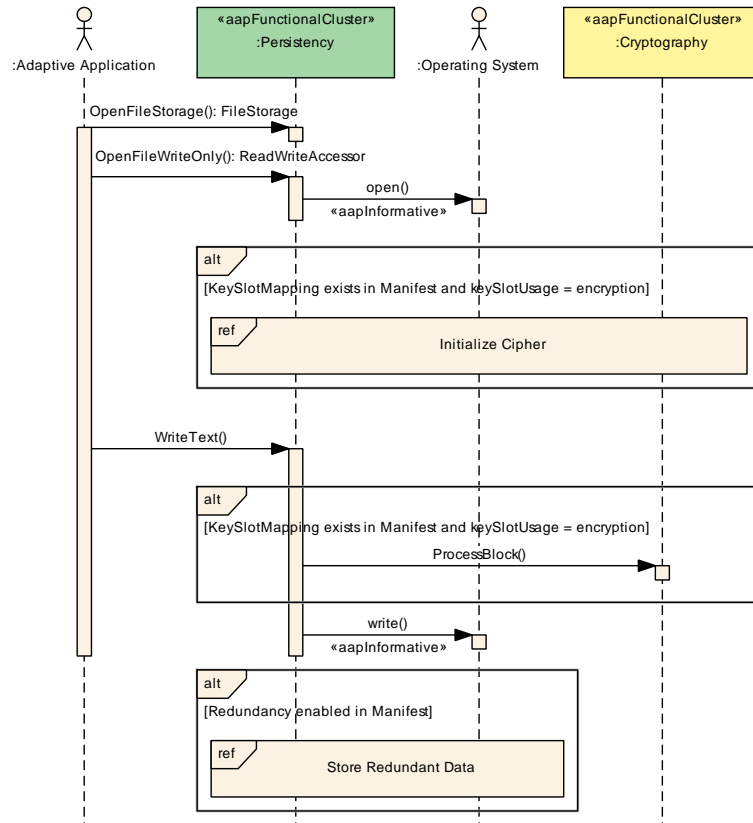 «aapFunctionalCluster»
:Persistency
«aapFunctionalCluster»
:Cryptography
:Adaptive Application
:Operating System
OpenFileStorage(): FileStorage
OpenFileWriteOnly(): ReadWriteAccessor
open()
«aapInformative»
alt
[KeySlotMapping exists in Manifest and keySlotUsage = encryption]
ref
Initialize Cipher
WriteText()
alt
[KeySlotMapping exists in Manifest and keySlotUsage = encryption]
ProcessBlock()
write()
«aapInformative»
alt
[Redundancy enabled in Manifest]
ref
Store Redundant Data